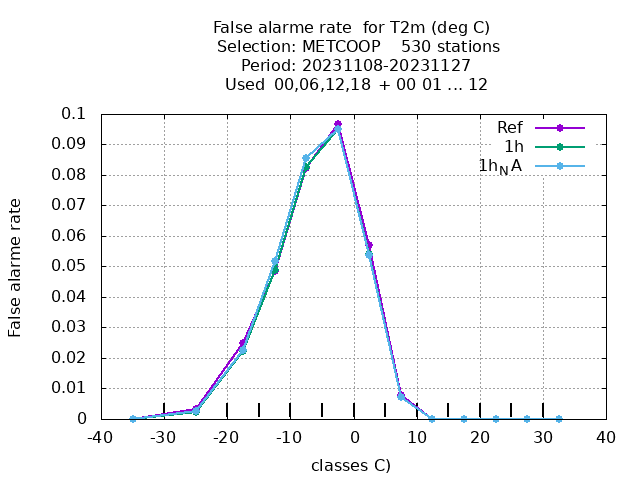 False alarme rate  for T2m (deg C)
Selection: METCOOP    530 stations
Period: 20231108-20231127
Used  00,06,12,18  + 00 01 ... 12
Ref
1h
1h_NA
0.1
0.09
0.08
0.07
0.06
0.05
0.04
0.03
0.02
0.01
0
False alarme rate
-40 -30 -20 -10 0 10 20 30 40
classes C)